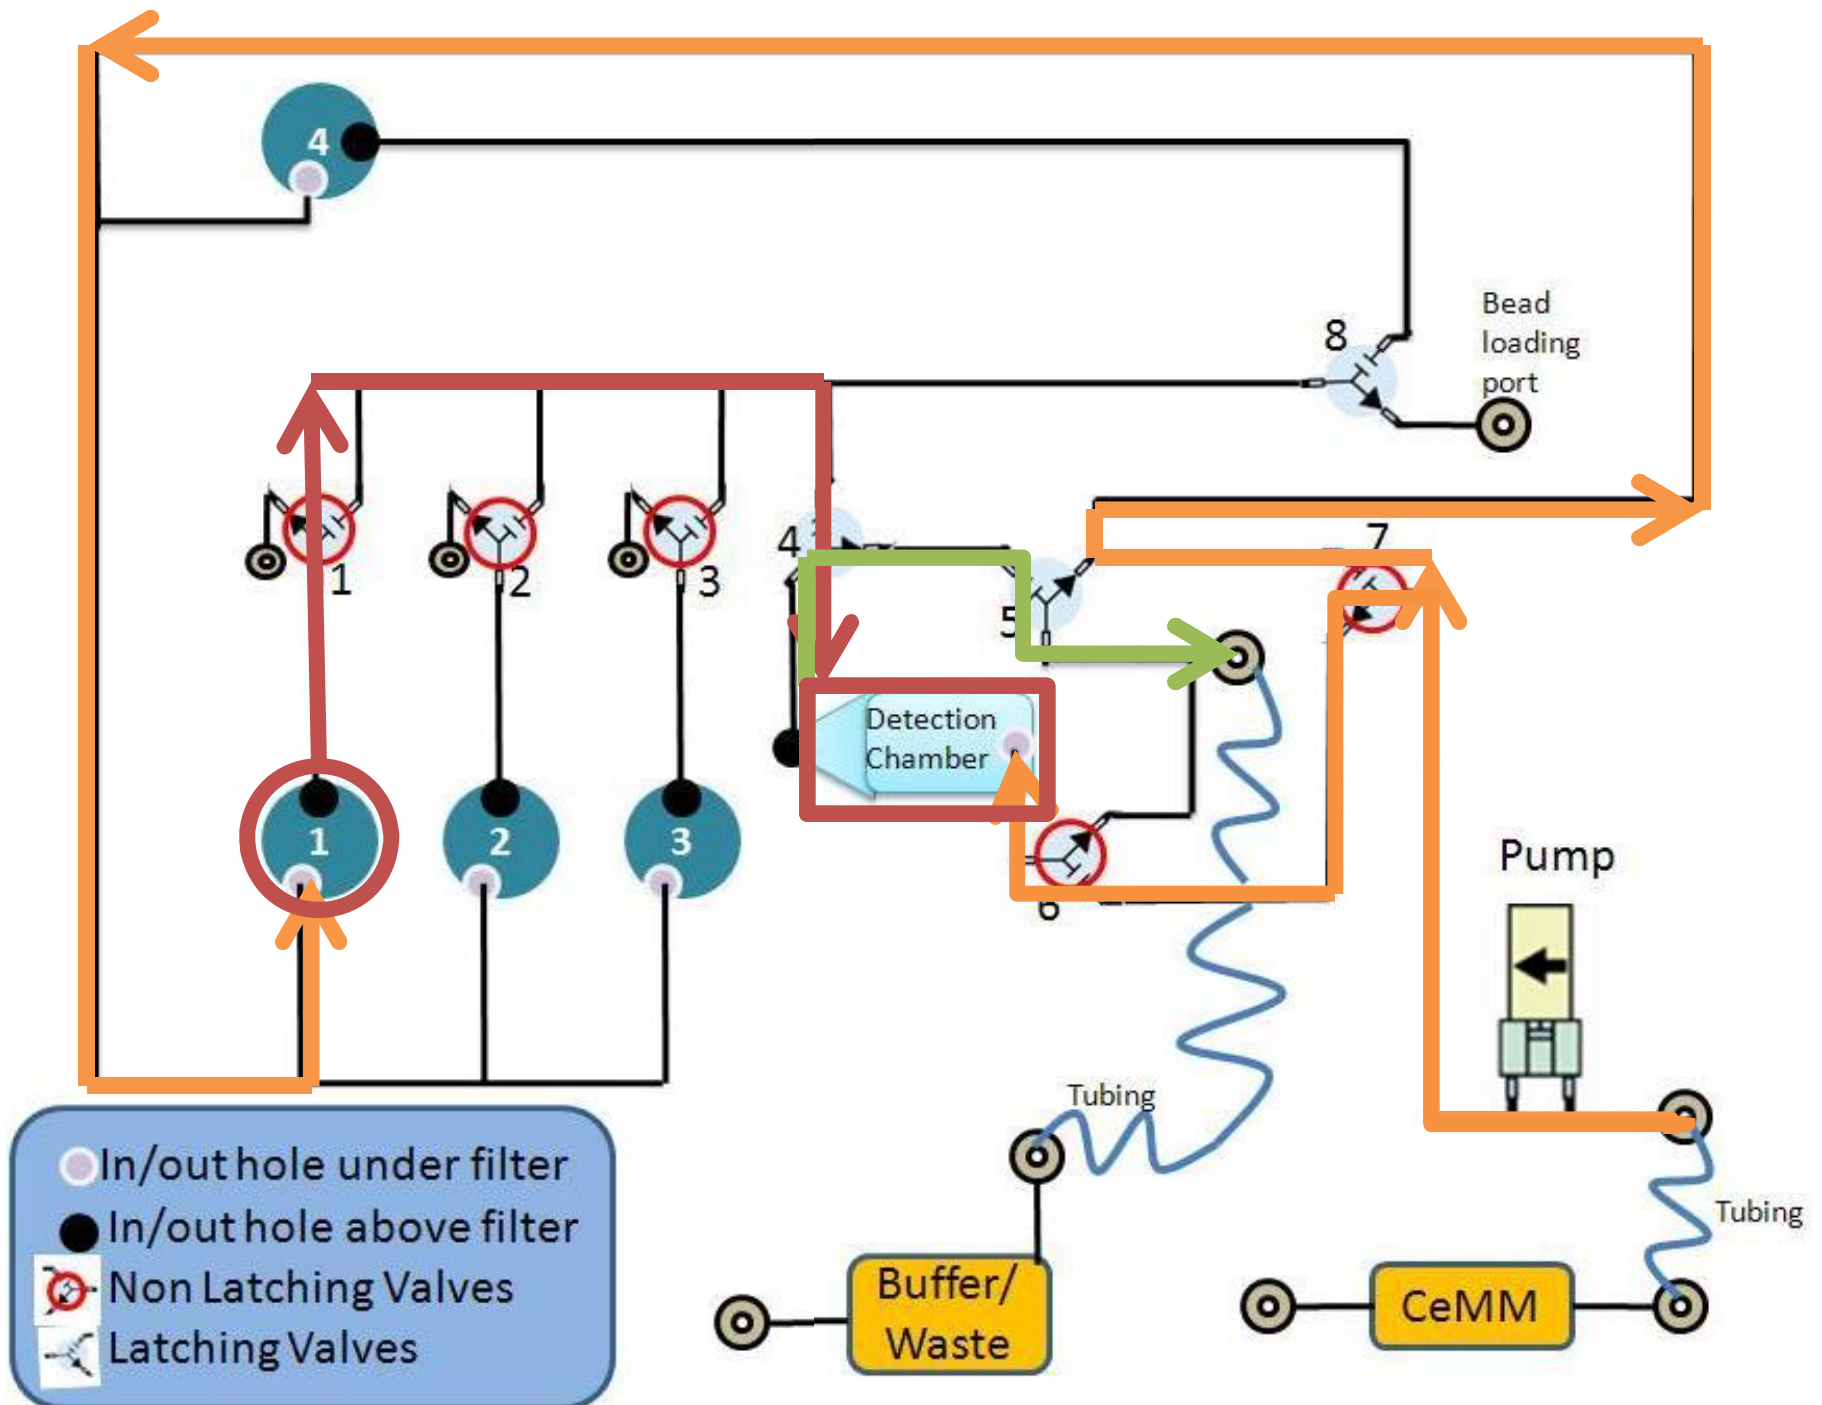 4
8
Bead
loading
port
1
2
3
4
5
7
Detection
Chamber
1
2
3
6
Pump
Tubing
Tubing
In/out hole under filter
In/out hole above filter
Non Latching Valves
Latching Valves
Buffer/
Waste
CeMM